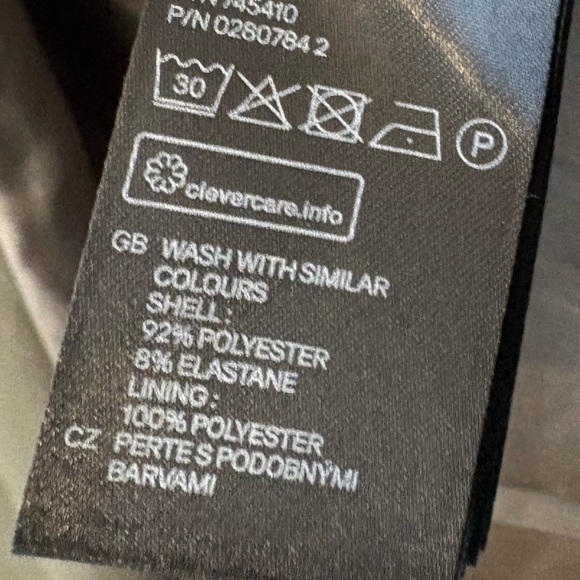 745410
P/N 0280784 2
30
P
clevercare.info
GB WASH WITH SIMILAR
COLOURS
SHELL:
92% POLYESTER
8% ELASTANE
LINING:
100% POLYESTER
CZ PERTE S PODOBNÝMI
BARVAMI